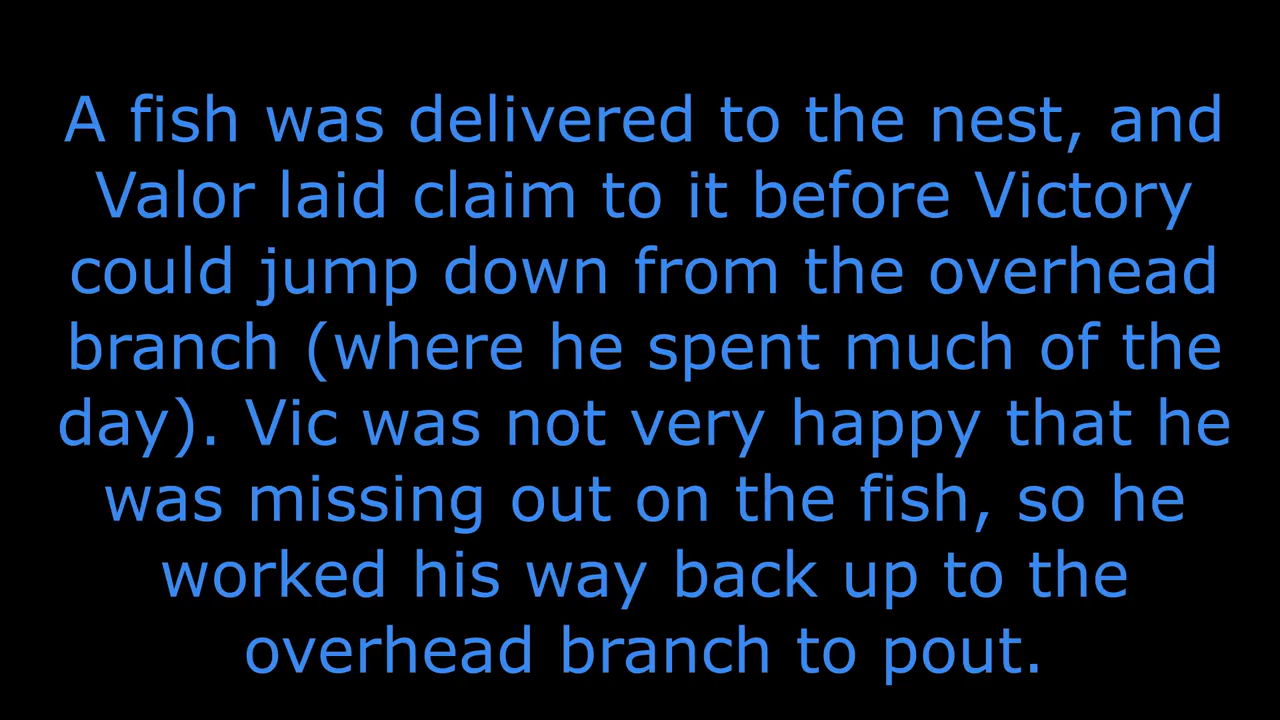 A fish was delivered to the nest, and
Valor laid claim to it before Victory
could jump down from the overhead
branch (where he spent much of the
day). Vic was not very happy that he
was missing out on the fish, so he
worked his way back up to the
overhead branch to pout.